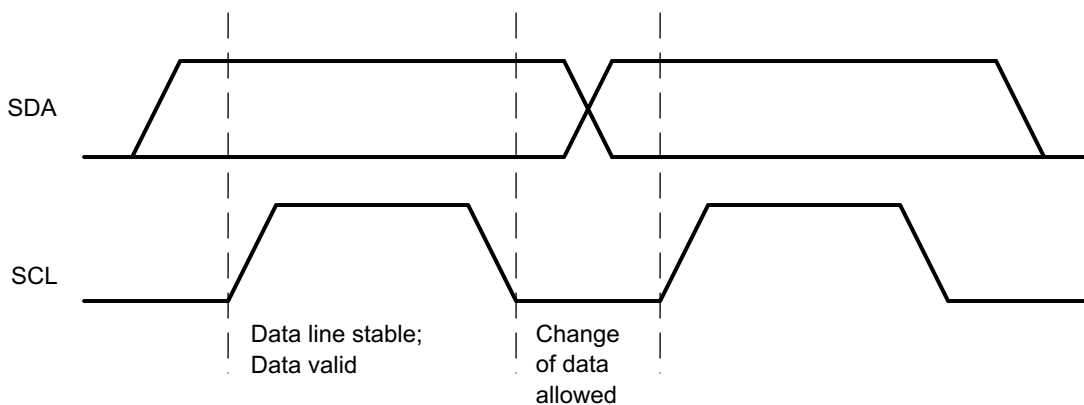 SDA
SCL
Data line stable;
Data valid
Change
of data
allowed